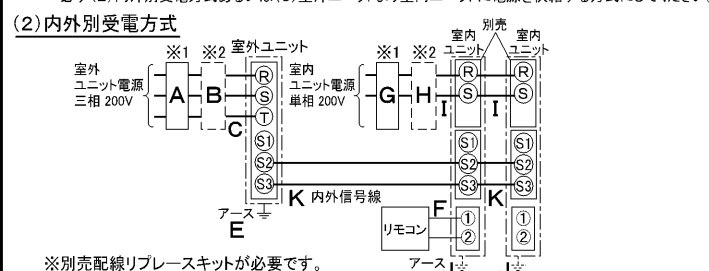 (2)内外別受電方式
※1 ※2 室外ユニット
室外
ユニット電源
三相 200V
A
B
C
R
S
T
S1
S2
S3
アース
E
※1 ※2
室内
ユニット電源
単相 200V
G
H
I
I
別売
室内
ユニット
室内
ユニット
R
S
S1
S2
S3
①
②
R
S
S1
S2
S3
①
②
K 内外信号線
K
F
リモコン
アース
※別売配線リプレースキットが必要です。